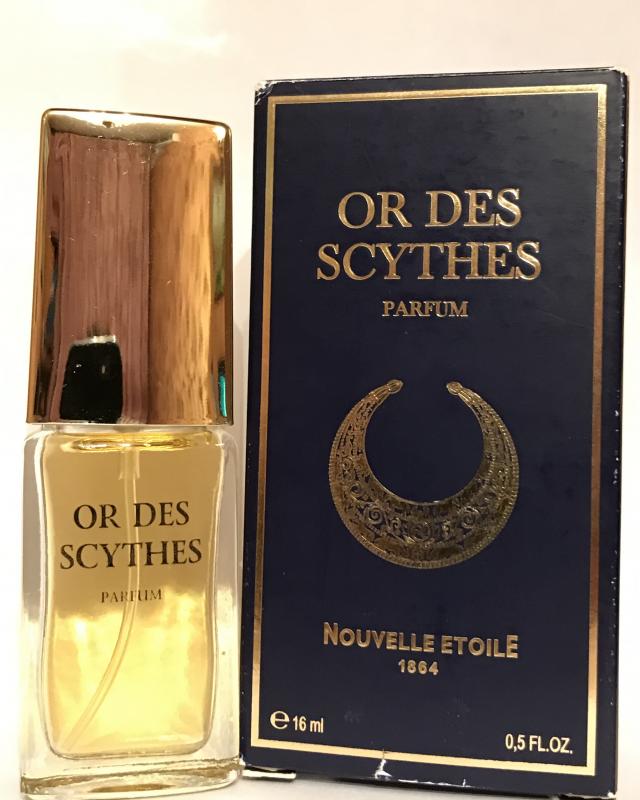 OR DES
SCYTHES
PARFUM
OR DES
SCYTHES
PARFUM
NOUVELLE ETOILE
1864
℮ 16 ml
0,5 FL.OZ.